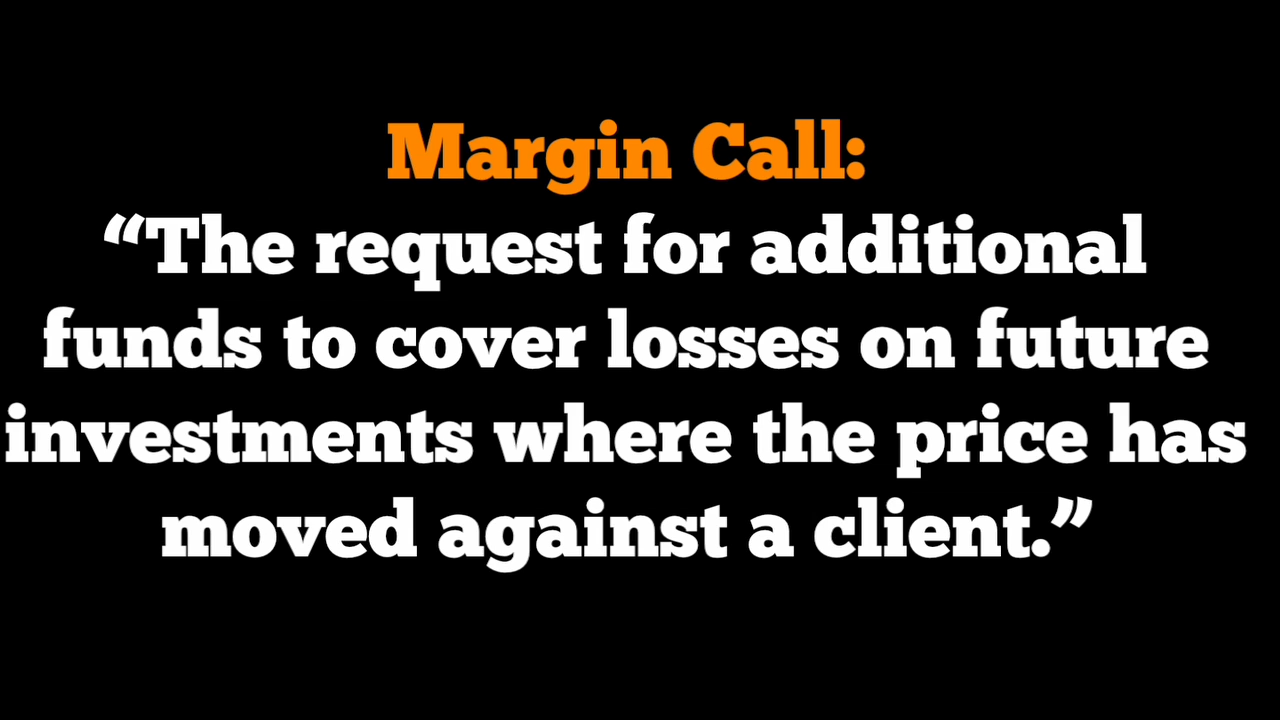 Margin Call:
“The request for additional
funds to cover losses on future
investments where the price has
moved against a client.”